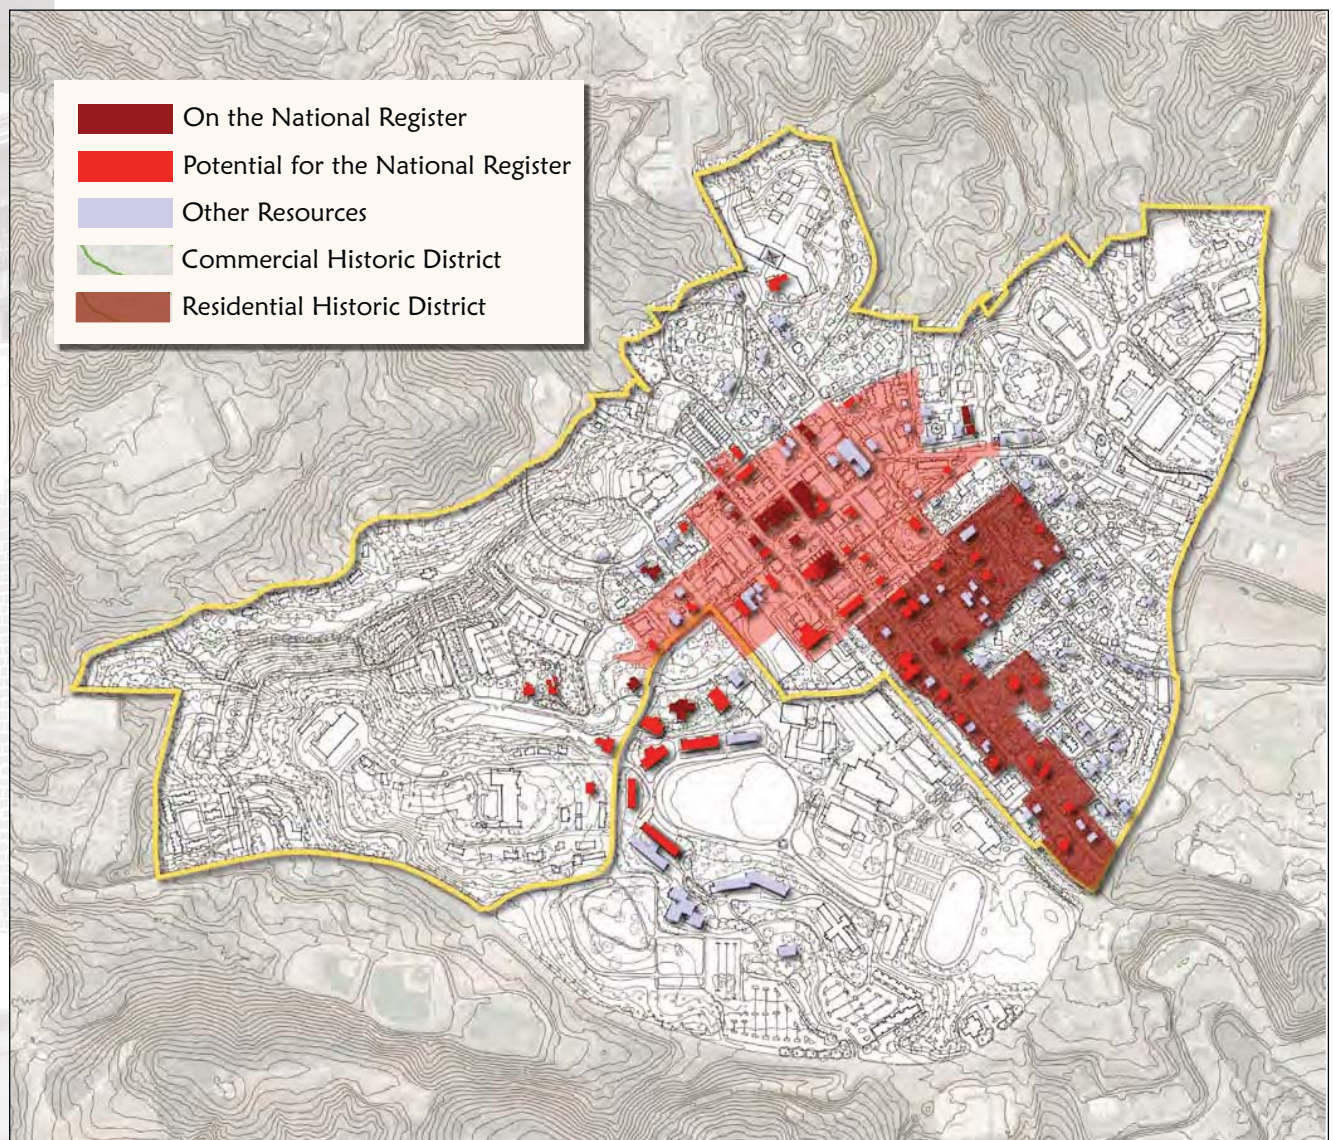 On the National Register
Potential for the National Register
Other Resources
Commercial Historic District
Residential Historic District